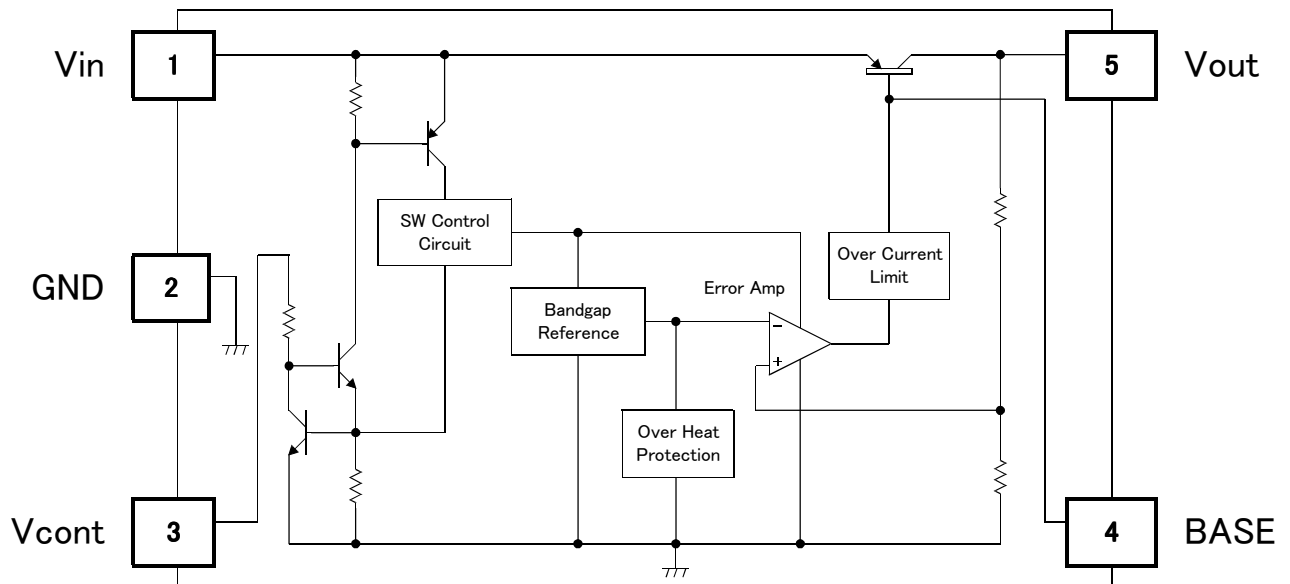 Vin
1
5
Vout
SW Control
Circuit
GND
2
Over Current
Limit
Error Amp
Bandgap
Reference
−
+
Over Heat
Protection
Vcont
3
4
BASE